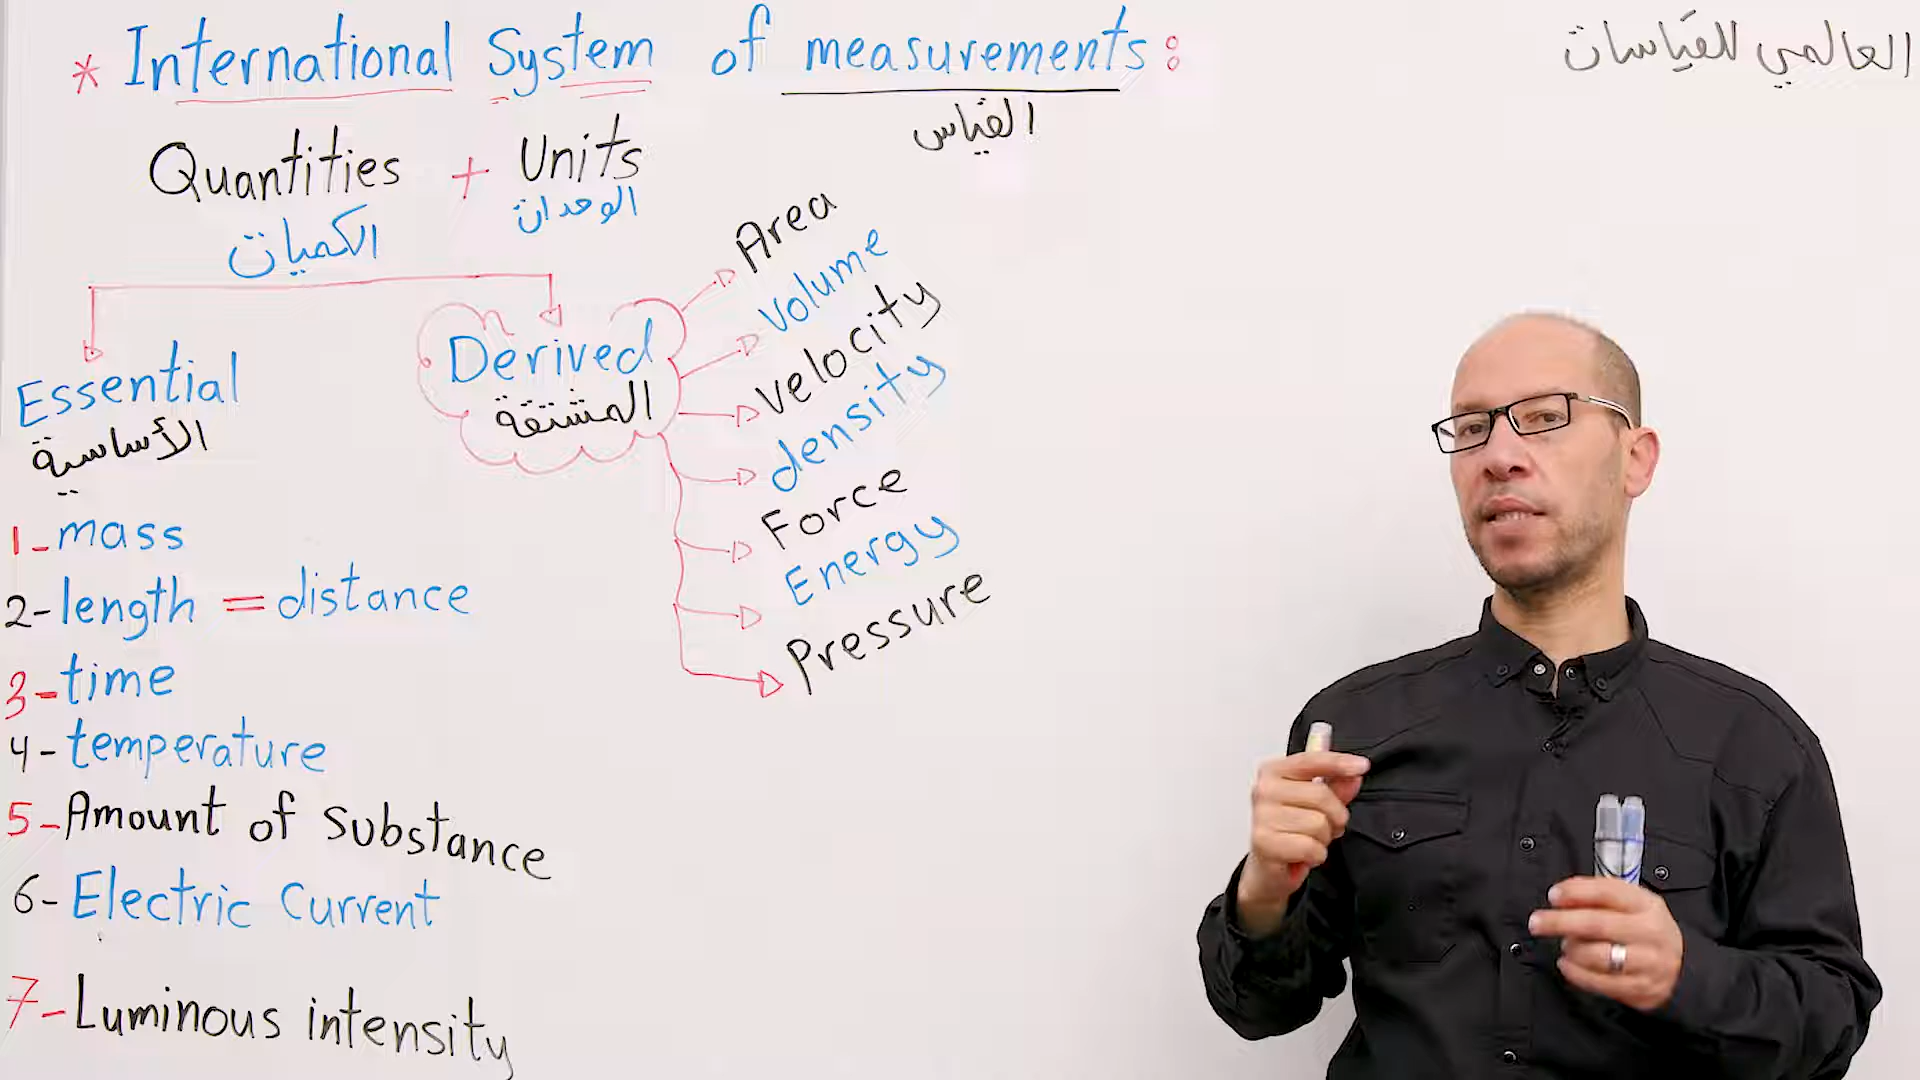 * International System of measurements:
العالمي للقياسات
القياس
Quantities + Units
الكميات
الوحدات
Essential
الأساسية
1-mass
2-length = distance
3-time
4-temperature
5-Amount of substance
6-Electric Current
7-Luminous intensity
Derived
المشتقة
Area
volume
velocity
density
Force
Energy
Pressure